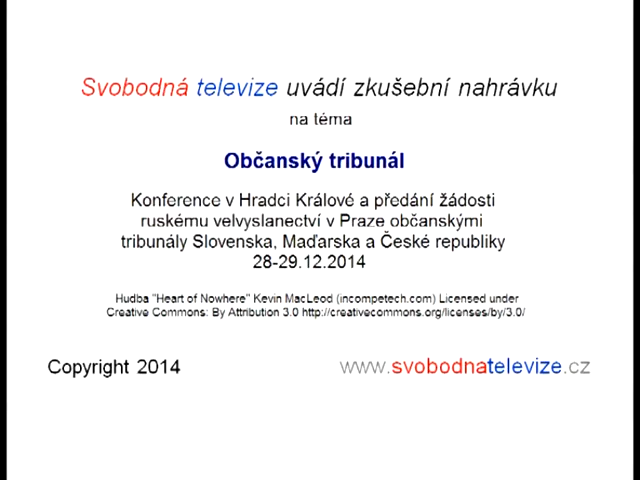 Svobodná televize uvádí zkušební nahrávku
na téma
Občanský tribunál
Konference v Hradci Králové a předání žádosti
ruskému velvyslanectví v Praze občanskými
tribunály Slovenska, Maďarska a České republiky
28-29.12.2014
Hudba "Heart of Nowhere" Kevin MacLeod (incompetech.com) Licensed under
Creative Commons: By Attribution 3.0 http://creativecommons.org/licenses/by/3.0/
Copyright 2014
www.svobodnatelevize.cz